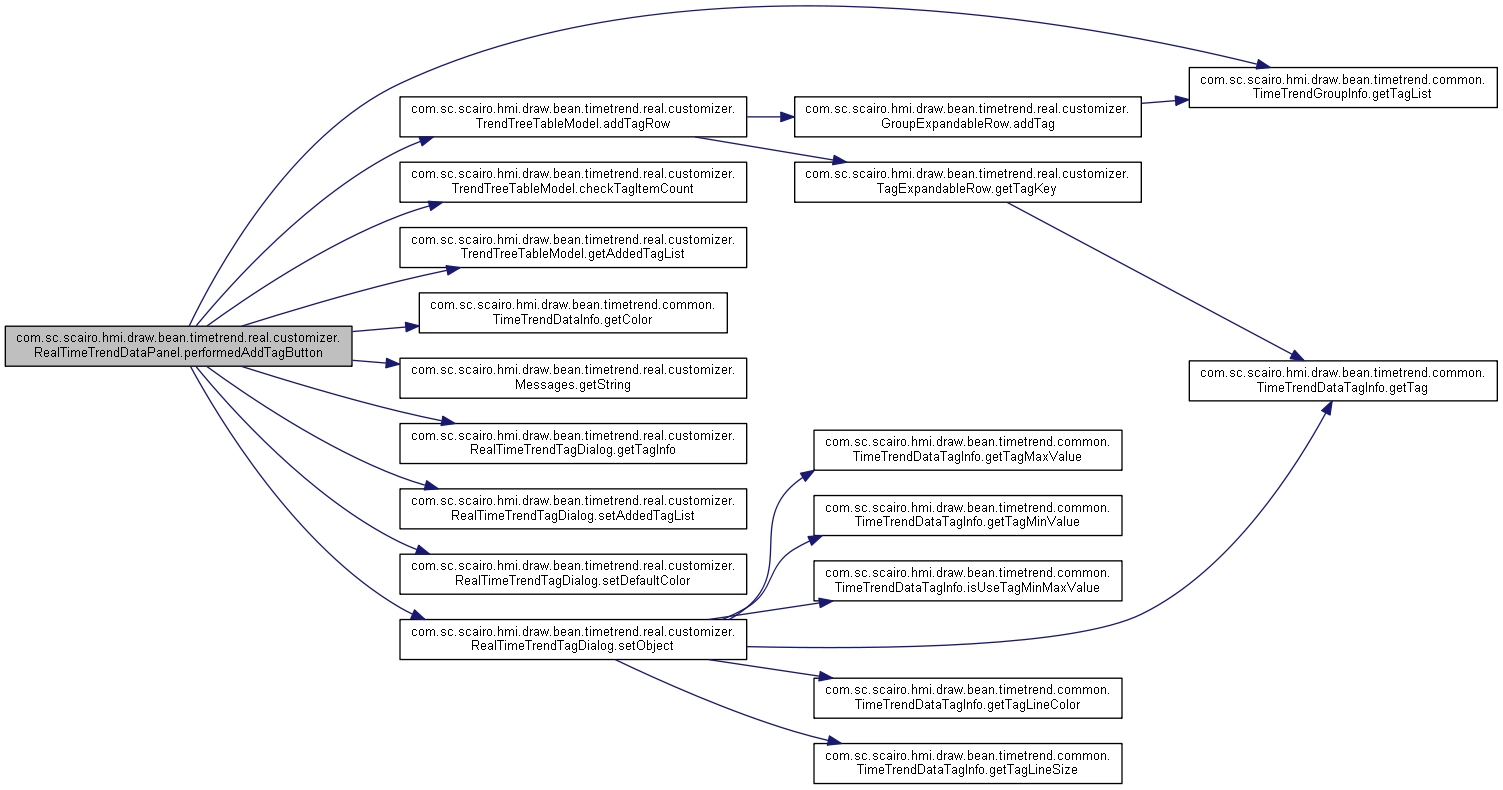 com.sc.scairo.hmi.draw.bean.timetrend.common.
TimeTrendGroupInfo.getTagList
com.sc.scairo.hmi.draw.bean.timetrend.real.customizer.
TrendTreeTableModel.addTagRow
com.sc.scairo.hmi.draw.bean.timetrend.real.customizer.
GroupExpandableRow.addTag
com.sc.scairo.hmi.draw.bean.timetrend.real.customizer.
TrendTreeTableModel.checkTagItemCount
com.sc.scairo.hmi.draw.bean.timetrend.real.customizer.
TagExpandableRow.getTagKey
com.sc.scairo.hmi.draw.bean.timetrend.real.customizer.
TrendTreeTableModel.getAddedTagList
com.sc.scairo.hmi.draw.bean.timetrend.common.
TimeTrendDataInfo.getColor
com.sc.scairo.hmi.draw.bean.timetrend.real.customizer.
RealTimeTrendDataPanel.performedAddTagButton
com.sc.scairo.hmi.draw.bean.timetrend.real.customizer.
Messages.getString
com.sc.scairo.hmi.draw.bean.timetrend.common.
TimeTrendDataTagInfo.getTag
com.sc.scairo.hmi.draw.bean.timetrend.real.customizer.
RealTimeTrendTagDialog.getTagInfo
com.sc.scairo.hmi.draw.bean.timetrend.common.
TimeTrendDataTagInfo.getTagMaxValue
com.sc.scairo.hmi.draw.bean.timetrend.real.customizer.
RealTimeTrendTagDialog.setAddedTagList
com.sc.scairo.hmi.draw.bean.timetrend.common.
TimeTrendDataTagInfo.getTagMinValue
com.sc.scairo.hmi.draw.bean.timetrend.real.customizer.
RealTimeTrendTagDialog.setDefaultColor
com.sc.scairo.hmi.draw.bean.timetrend.common.
TimeTrendDataTagInfo.isUseTagMinMaxValue
com.sc.scairo.hmi.draw.bean.timetrend.real.customizer.
RealTimeTrendTagDialog.setObject
com.sc.scairo.hmi.draw.bean.timetrend.common.
TimeTrendDataTagInfo.getTagLineColor
com.sc.scairo.hmi.draw.bean.timetrend.common.
TimeTrendDataTagInfo.getTagLineSize